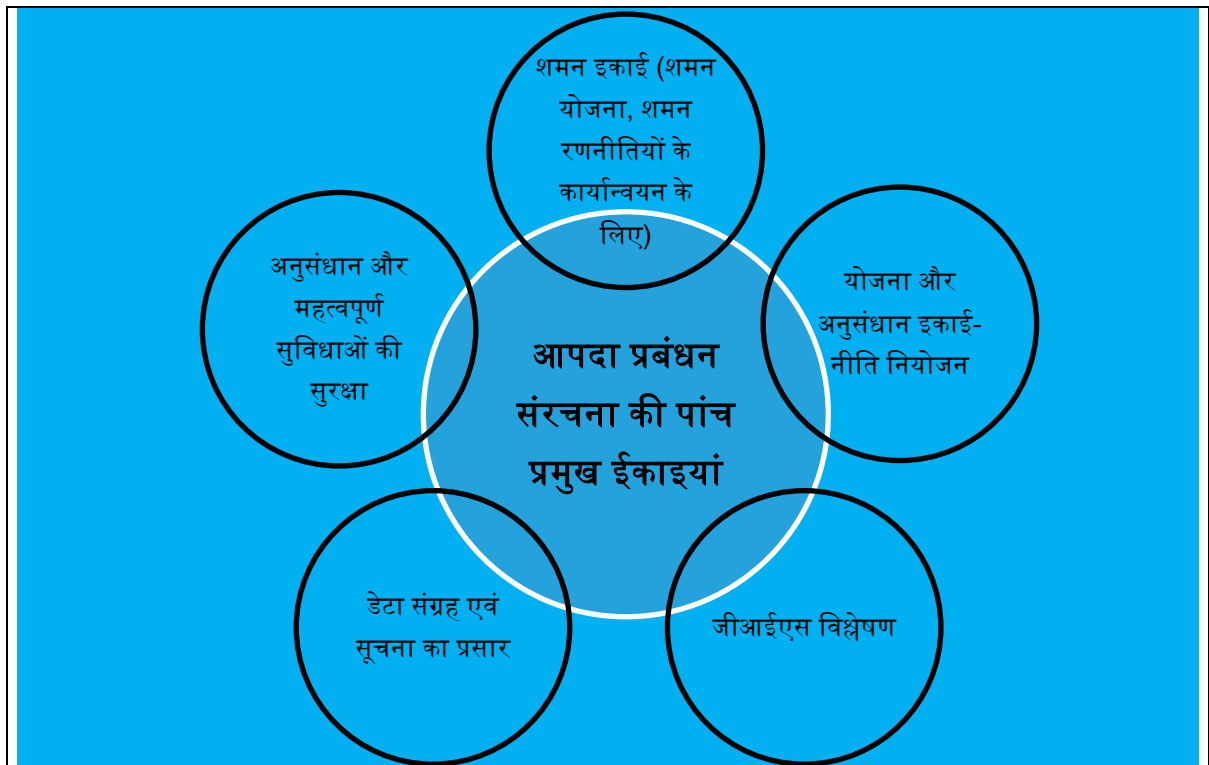 शमन इकाई (शमन
योजना, शमन
रणनीतियों के
कार्यान्वयन के
लिए)
अनुसंधान और
महत्वपूर्ण
सुविधाओं की
सुरक्षा
योजना और
अनुसंधान इकाई-
नीति नियोजन
आपदा प्रबंधन
संरचना की पांच
प्रमुख ईकाइयां
डेटा संग्रह एवं
सूचना का प्रसार
जीआईएस विश्लेषण